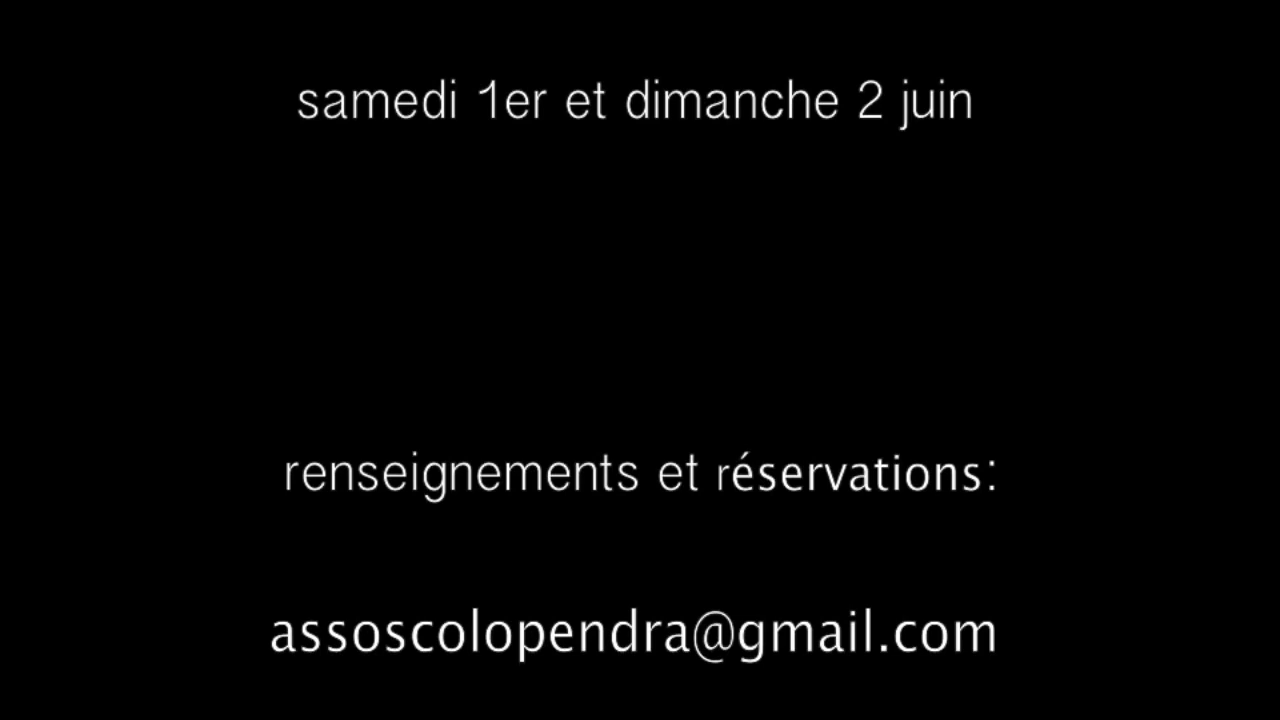 samedi 1er et dimanche 2 juin
renseignements et réservations:
assoscolopendra@gmail.com